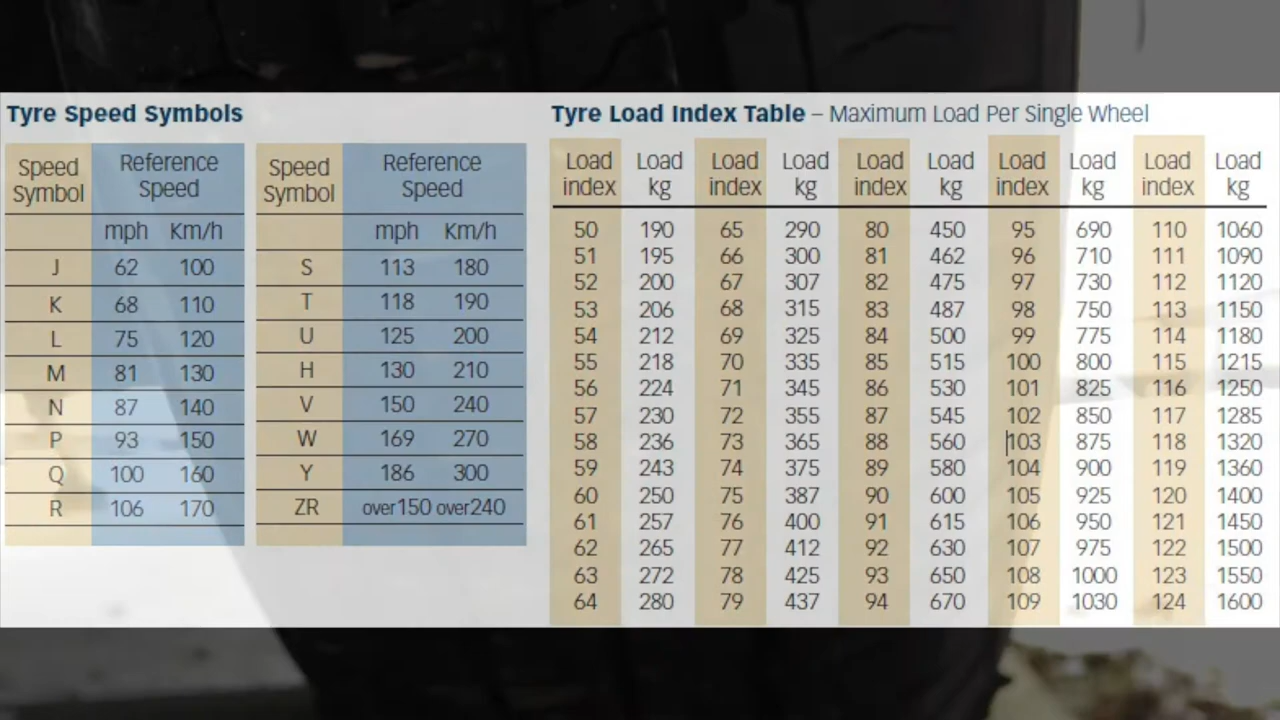 Tyre Speed Symbols
Speed Symbol Reference Speed Speed Symbol Reference Speed
mph Km/h mph Km/h
J 62 100 S 113 180
K 68 110 T 118 190
L 75 120 U 125 200
M 81 130 H 130 210
N 87 140 V 150 240
P 93 150 W 169 270
Q 100 160 Y 186 300
R 106 170 ZR over150 over240
Tyre Load Index Table – Maximum Load Per Single Wheel
Load Load Load Load Load Load Load Load Load Load
index kg index kg index kg index kg index kg
50 190 65 290 80 450 95 690 110 1060
51 195 66 300 81 462 96 710 111 1090
52 200 67 307 82 475 97 730 112 1120
53 206 68 315 83 487 98 750 113 1150
54 212 69 325 84 500 99 775 114 1180
55 218 70 335 85 515 100 800 115 1215
56 224 71 345 86 530 101 825 116 1250
57 230 72 355 87 545 102 850 117 1285
58 236 73 365 88 560 103 875 118 1320
59 243 74 375 89 580 104 900 119 1360
60 250 75 387 90 600 105 925 120 1400
61 257 76 400 91 615 106 950 121 1450
62 265 77 412 92 630 107 975 122 1500
63 272 78 425 93 650 108 1000 123 1550
64 280 79 437 94 670 109 1030 124 1600